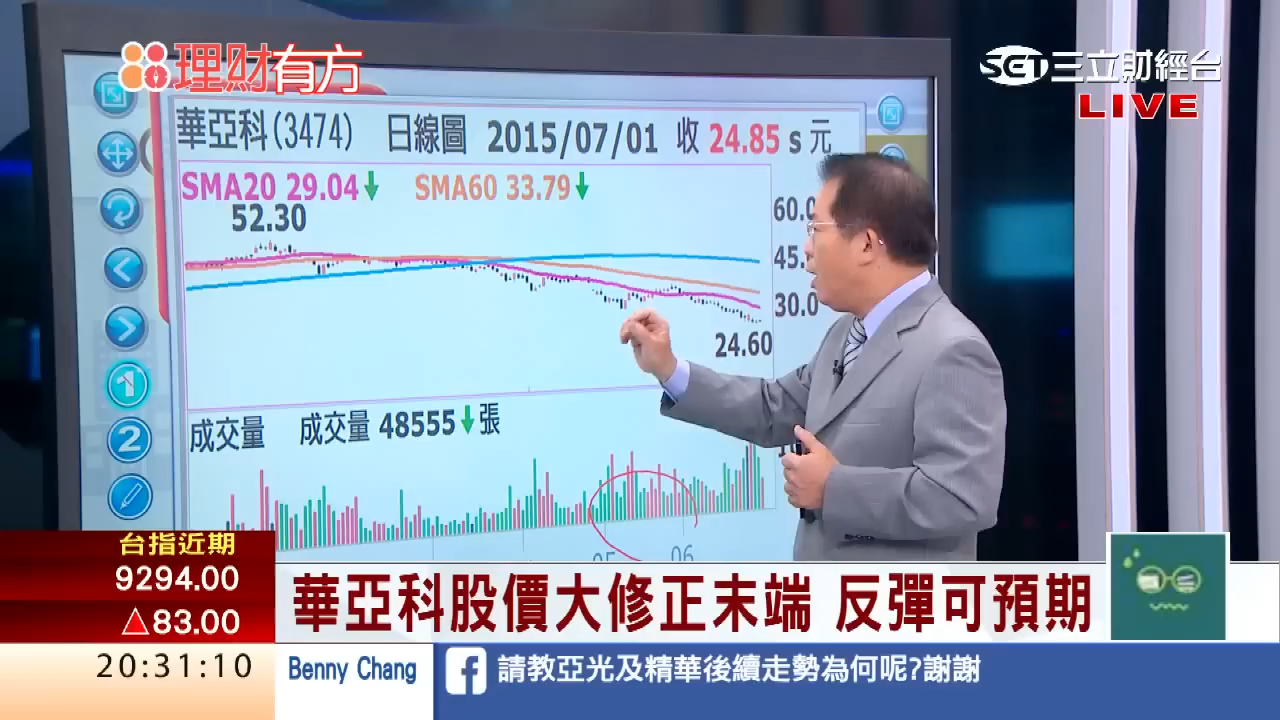 理財有方
SET三立財經台
LIVE
華亞科(3474) 日線圖 2015/07/01 收 24.85 s 元
SMA20 29.04↓ SMA60 33.79↓
52.30
60.0
45.
30.0
24.60
成交量 成交量 48555↓張
1
2
05 06
台指近期
9294.00
△83.00
華亞科股價大修正末端 反彈可預期
20:31:10
Benny Chang
f 請教亞光及精華後續走勢為何呢?謝謝